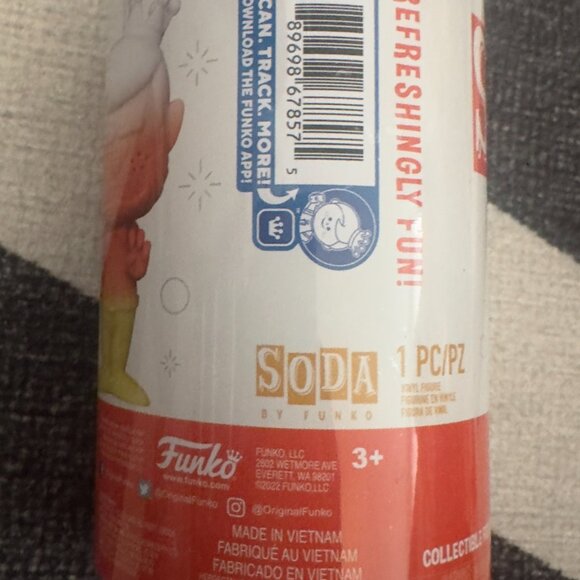 SCAN. TRACK. MORE!
DOWNLOAD THE FUNKO APP!
89698 67857 5
REFRESHINGLY FUN!
SODA
BY FUNKO
1 PC/PZ
VINYL FIGURE
FIGURINE EN VINYLE
FIGURA DE VINIL
Funko
www.funko.com
FUNKO, LLC
2802 WETMORE AVE
EVERETT, WA 98201
©2022 FUNKO,LLC
3+
@OriginalFunko
@OriginalFunko
MADE IN VIETNAM
FABRIQUÉ AU VIETNAM
FABRICADO EN VIETNAM
COLLECTIBLE